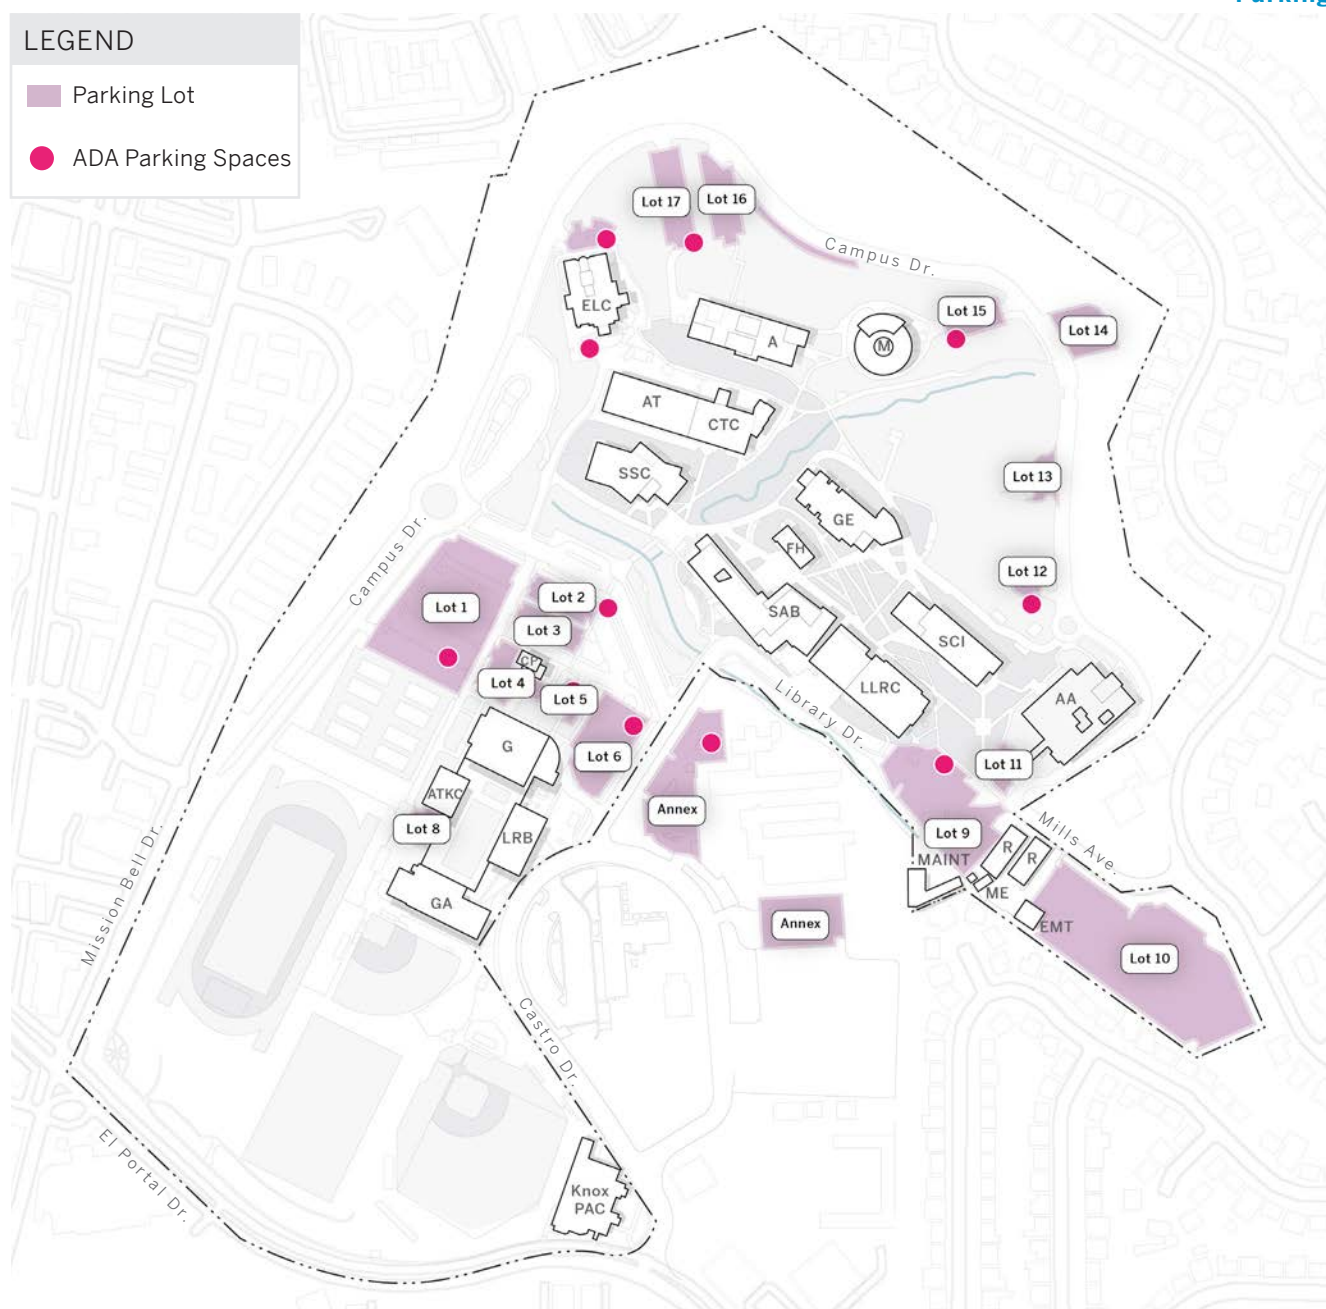 Parking
LEGEND
Parking Lot
ADA Parking Spaces
Lot 17
Lot 16
Campus Dr.
ELC
Lot 15
Lot 14
A
M
AT
CTC
SSC
Lot 13
GE
Campus Dr.
FH
Lot 12
Lot 1
Lot 2
SAB
Lot 3
SCI
CP
Lot 4
Lot 5
LLRC
AA
Library Dr.
G
Lot 6
Lot 11
ATKC
Annex
Lot 8
LRB
Lot 9
Mills Ave.
R
R
MAINT
ME
Mission Bell Dr.
GA
Annex
EMT
Lot 10
Castro Dr.
El Portal Dr.
Knox
PAC